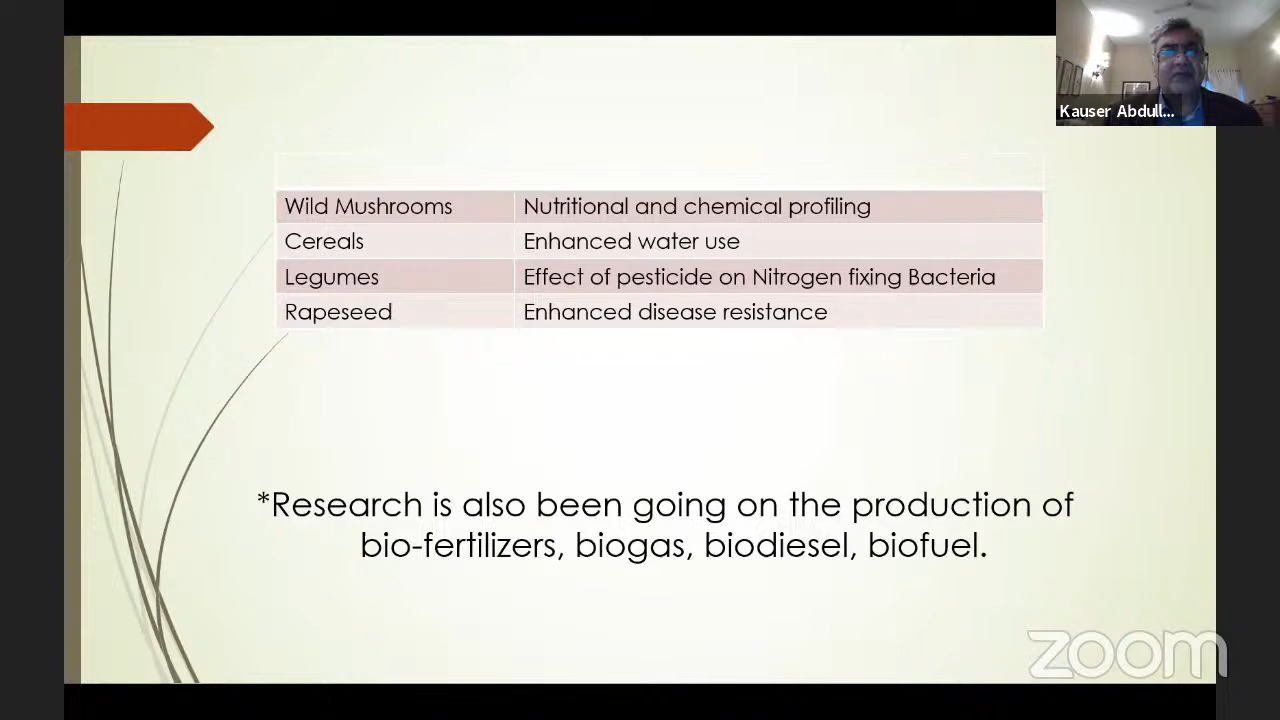 Kauser Abdull...
Wild Mushrooms Nutritional and chemical profiling
Cereals Enhanced water use
Legumes Effect of pesticide on Nitrogen fixing Bacteria
Rapeseed Enhanced disease resistance
*Research is also been going on the production of
bio-fertilizers, biogas, biodiesel, biofuel.
zoom